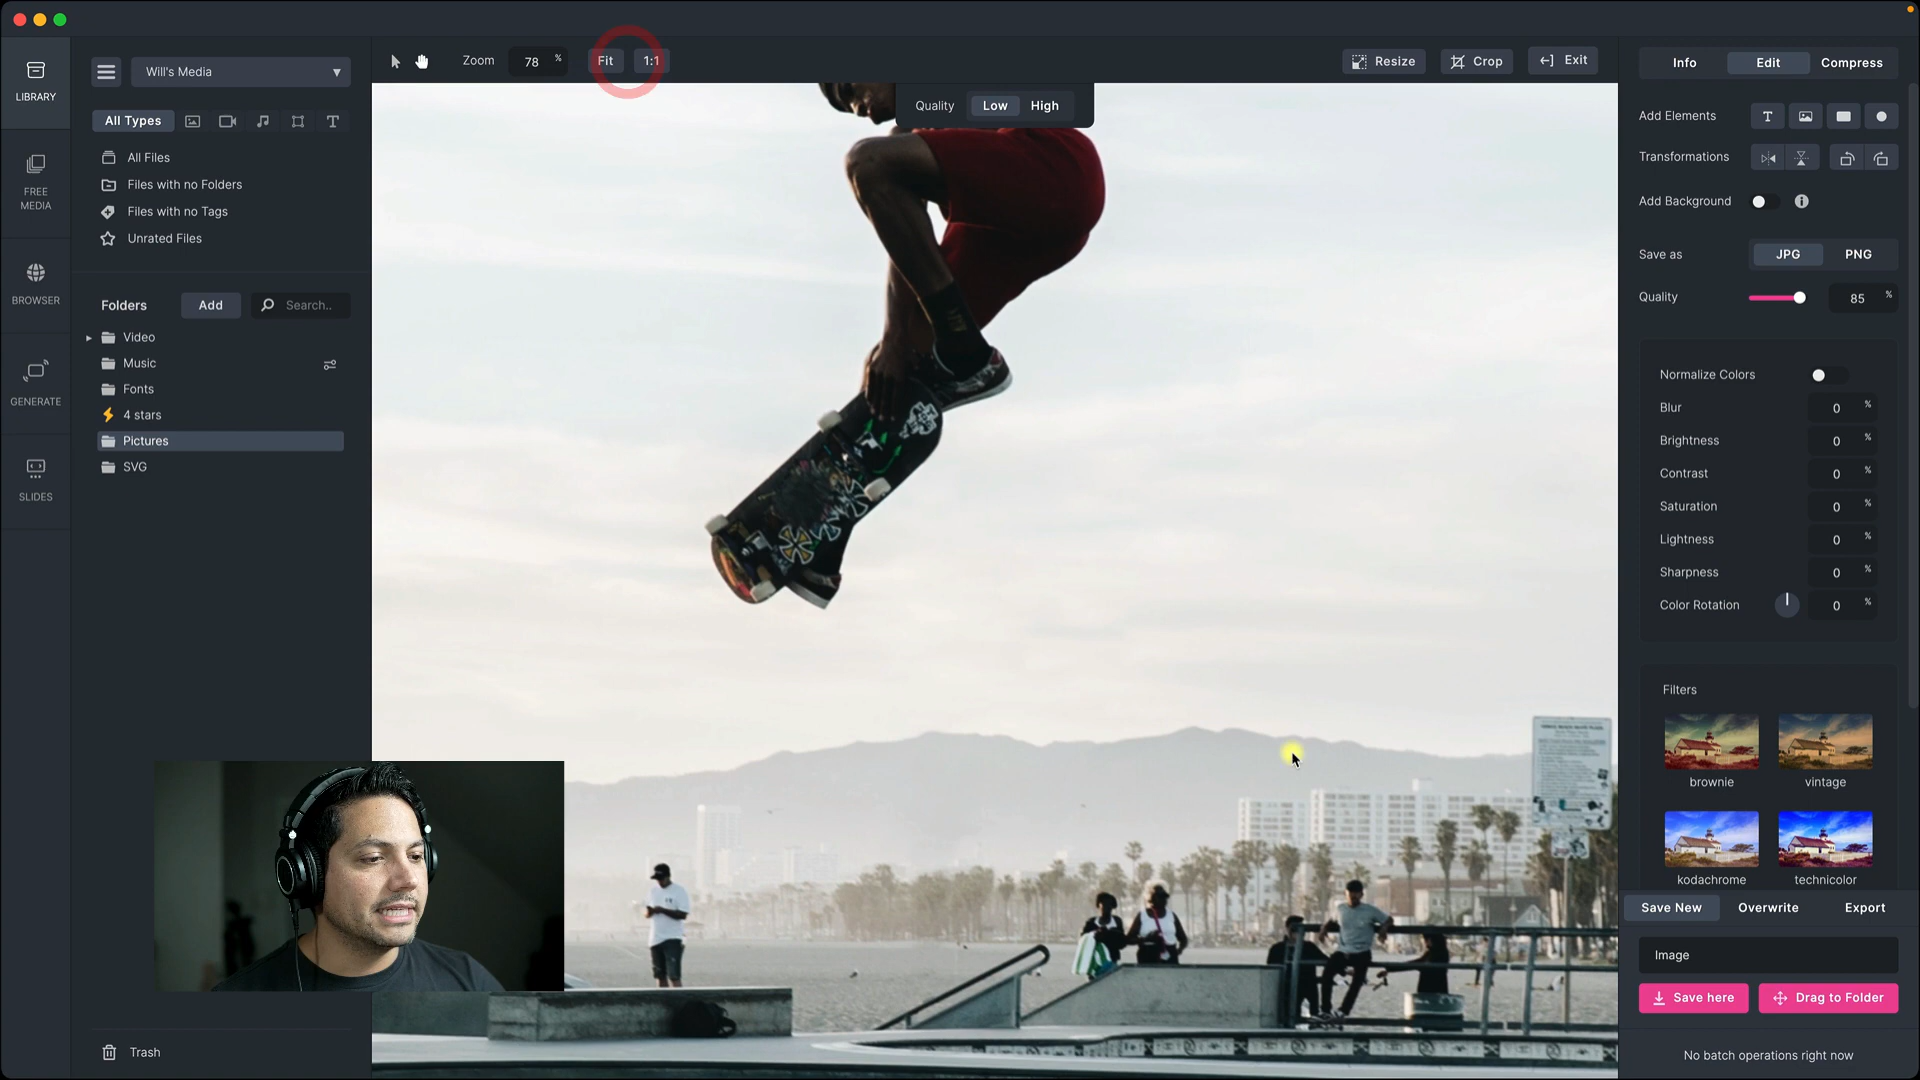 LIBRARY
FREE
MEDIA
BROWSER
GENERATE
SLIDES
Will's Media
All Types
All Files
Files with no Folders
Files with no Tags
Unrated Files
Folders
Add
Search..
Video
Music
Fonts
4 stars
Pictures
SVG
Trash
Zoom
78 %
Fit
1:1
Resize
Crop
Exit
Quality
Low
High
Info
Edit
Compress
Add Elements
Transformations
Add Background
Save as
JPG
PNG
Quality
85 %
Normalize Colors
Blur 0 %
Brightness 0 %
Contrast 0 %
Saturation 0 %
Lightness 0 %
Sharpness 0 %
Color Rotation 0 %
Filters
brownie
vintage
kodachrome
technicolor
Save New
Overwrite
Export
Image
Save here
Drag to Folder
No batch operations right now